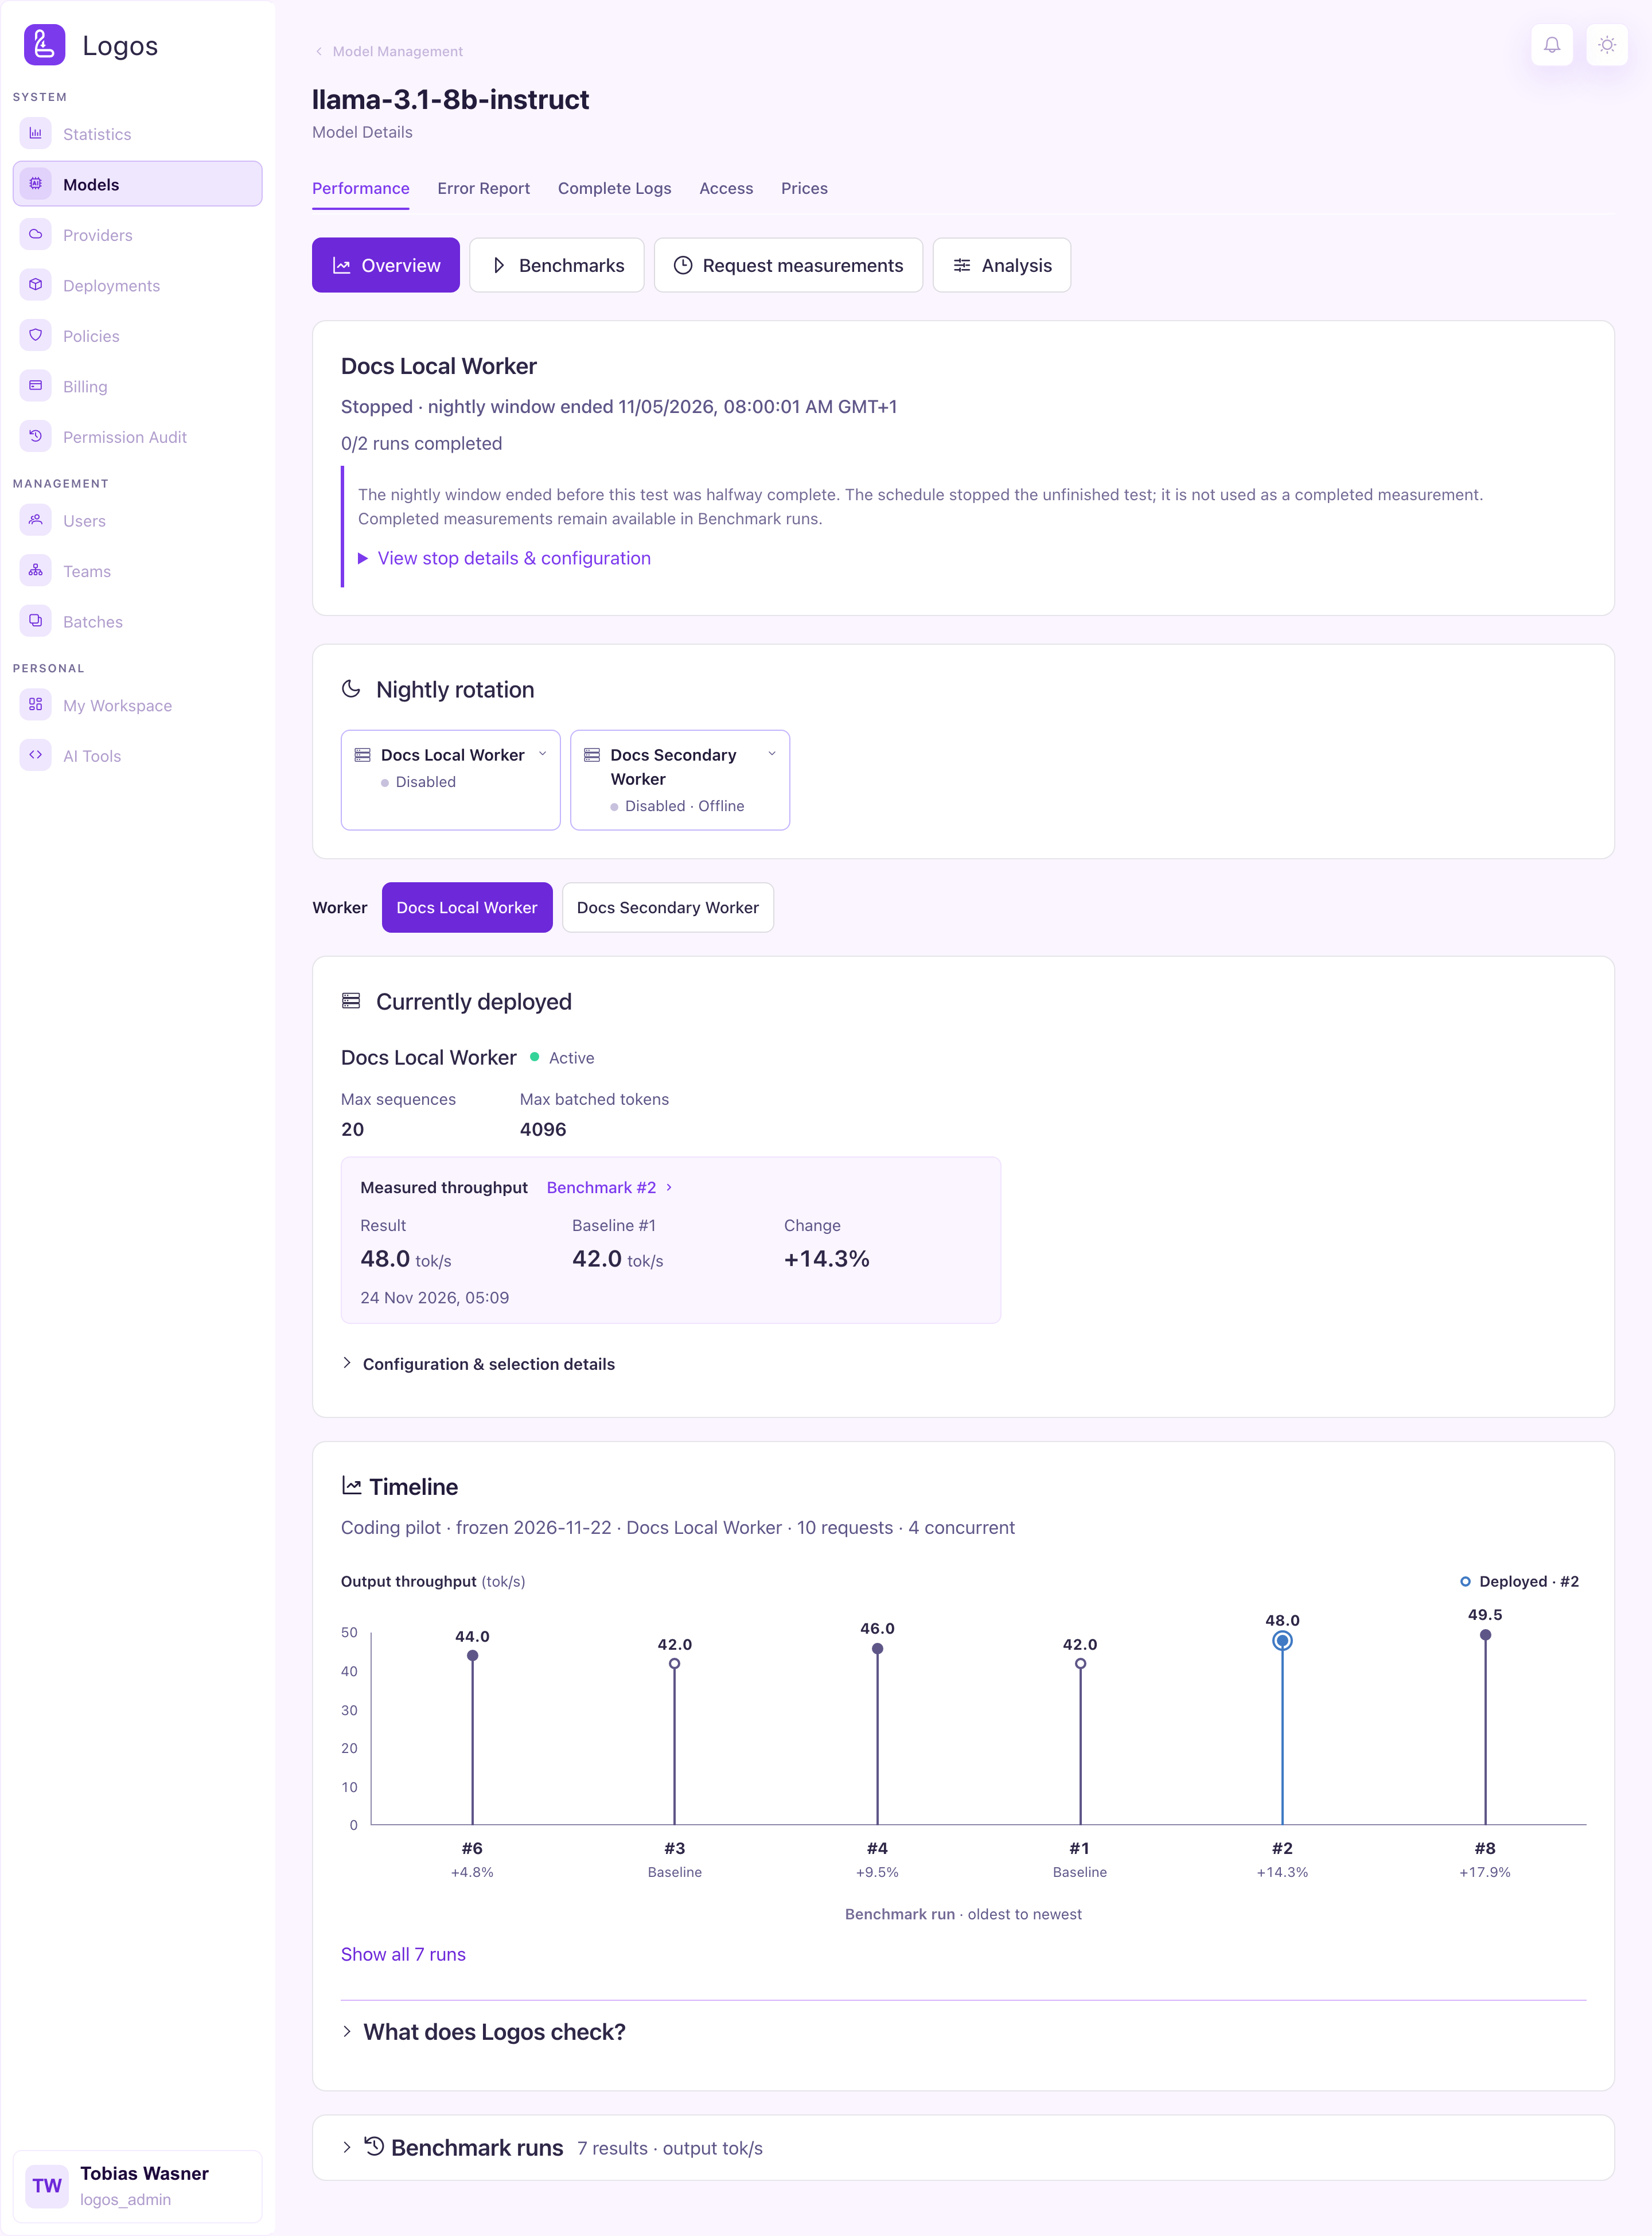 Logos
SYSTEM
Statistics
Models
Providers
Deployments
Policies
Billing
Permission Audit
MANAGEMENT
Users
Teams
Batches
PERSONAL
My Workspace
AI Tools
TW
Tobias Wasner
logos_admin
Model Management
llama-3.1-8b-instruct
Model Details
Performance Error Report Complete Logs Access Prices
Overview Benchmarks Request measurements Analysis
Docs Local Worker
Stopped · nightly window ended 11/05/2026, 08:00:01 AM GMT+1
0/2 runs completed
The nightly window ended before this test was halfway complete. The schedule stopped the unfinished test; it is not used as a completed measurement.
Completed measurements remain available in Benchmark runs.
View stop details & configuration
Nightly rotation
Docs Local Worker
Disabled
Docs Secondary
Worker
Disabled · Offline
Worker Docs Local Worker Docs Secondary Worker
Currently deployed
Docs Local Worker Active
Max sequences Max batched tokens
20 4096
Measured throughput Benchmark #2
Result Baseline #1 Change
48.0 tok/s 42.0 tok/s +14.3%
24 Nov 2026, 05:09
Configuration & selection details
Timeline
Coding pilot · frozen 2026-11-22 · Docs Local Worker · 10 requests · 4 concurrent
Output throughput (tok/s) Deployed · #2
44.0 42.0 46.0 42.0 48.0 49.5
50
40
30
20
10
0
#6 #3 #4 #1 #2 #8
+4.8% Baseline +9.5% Baseline +14.3% +17.9%
Benchmark run · oldest to newest
Show all 7 runs
What does Logos check?
Benchmark runs 7 results · output tok/s